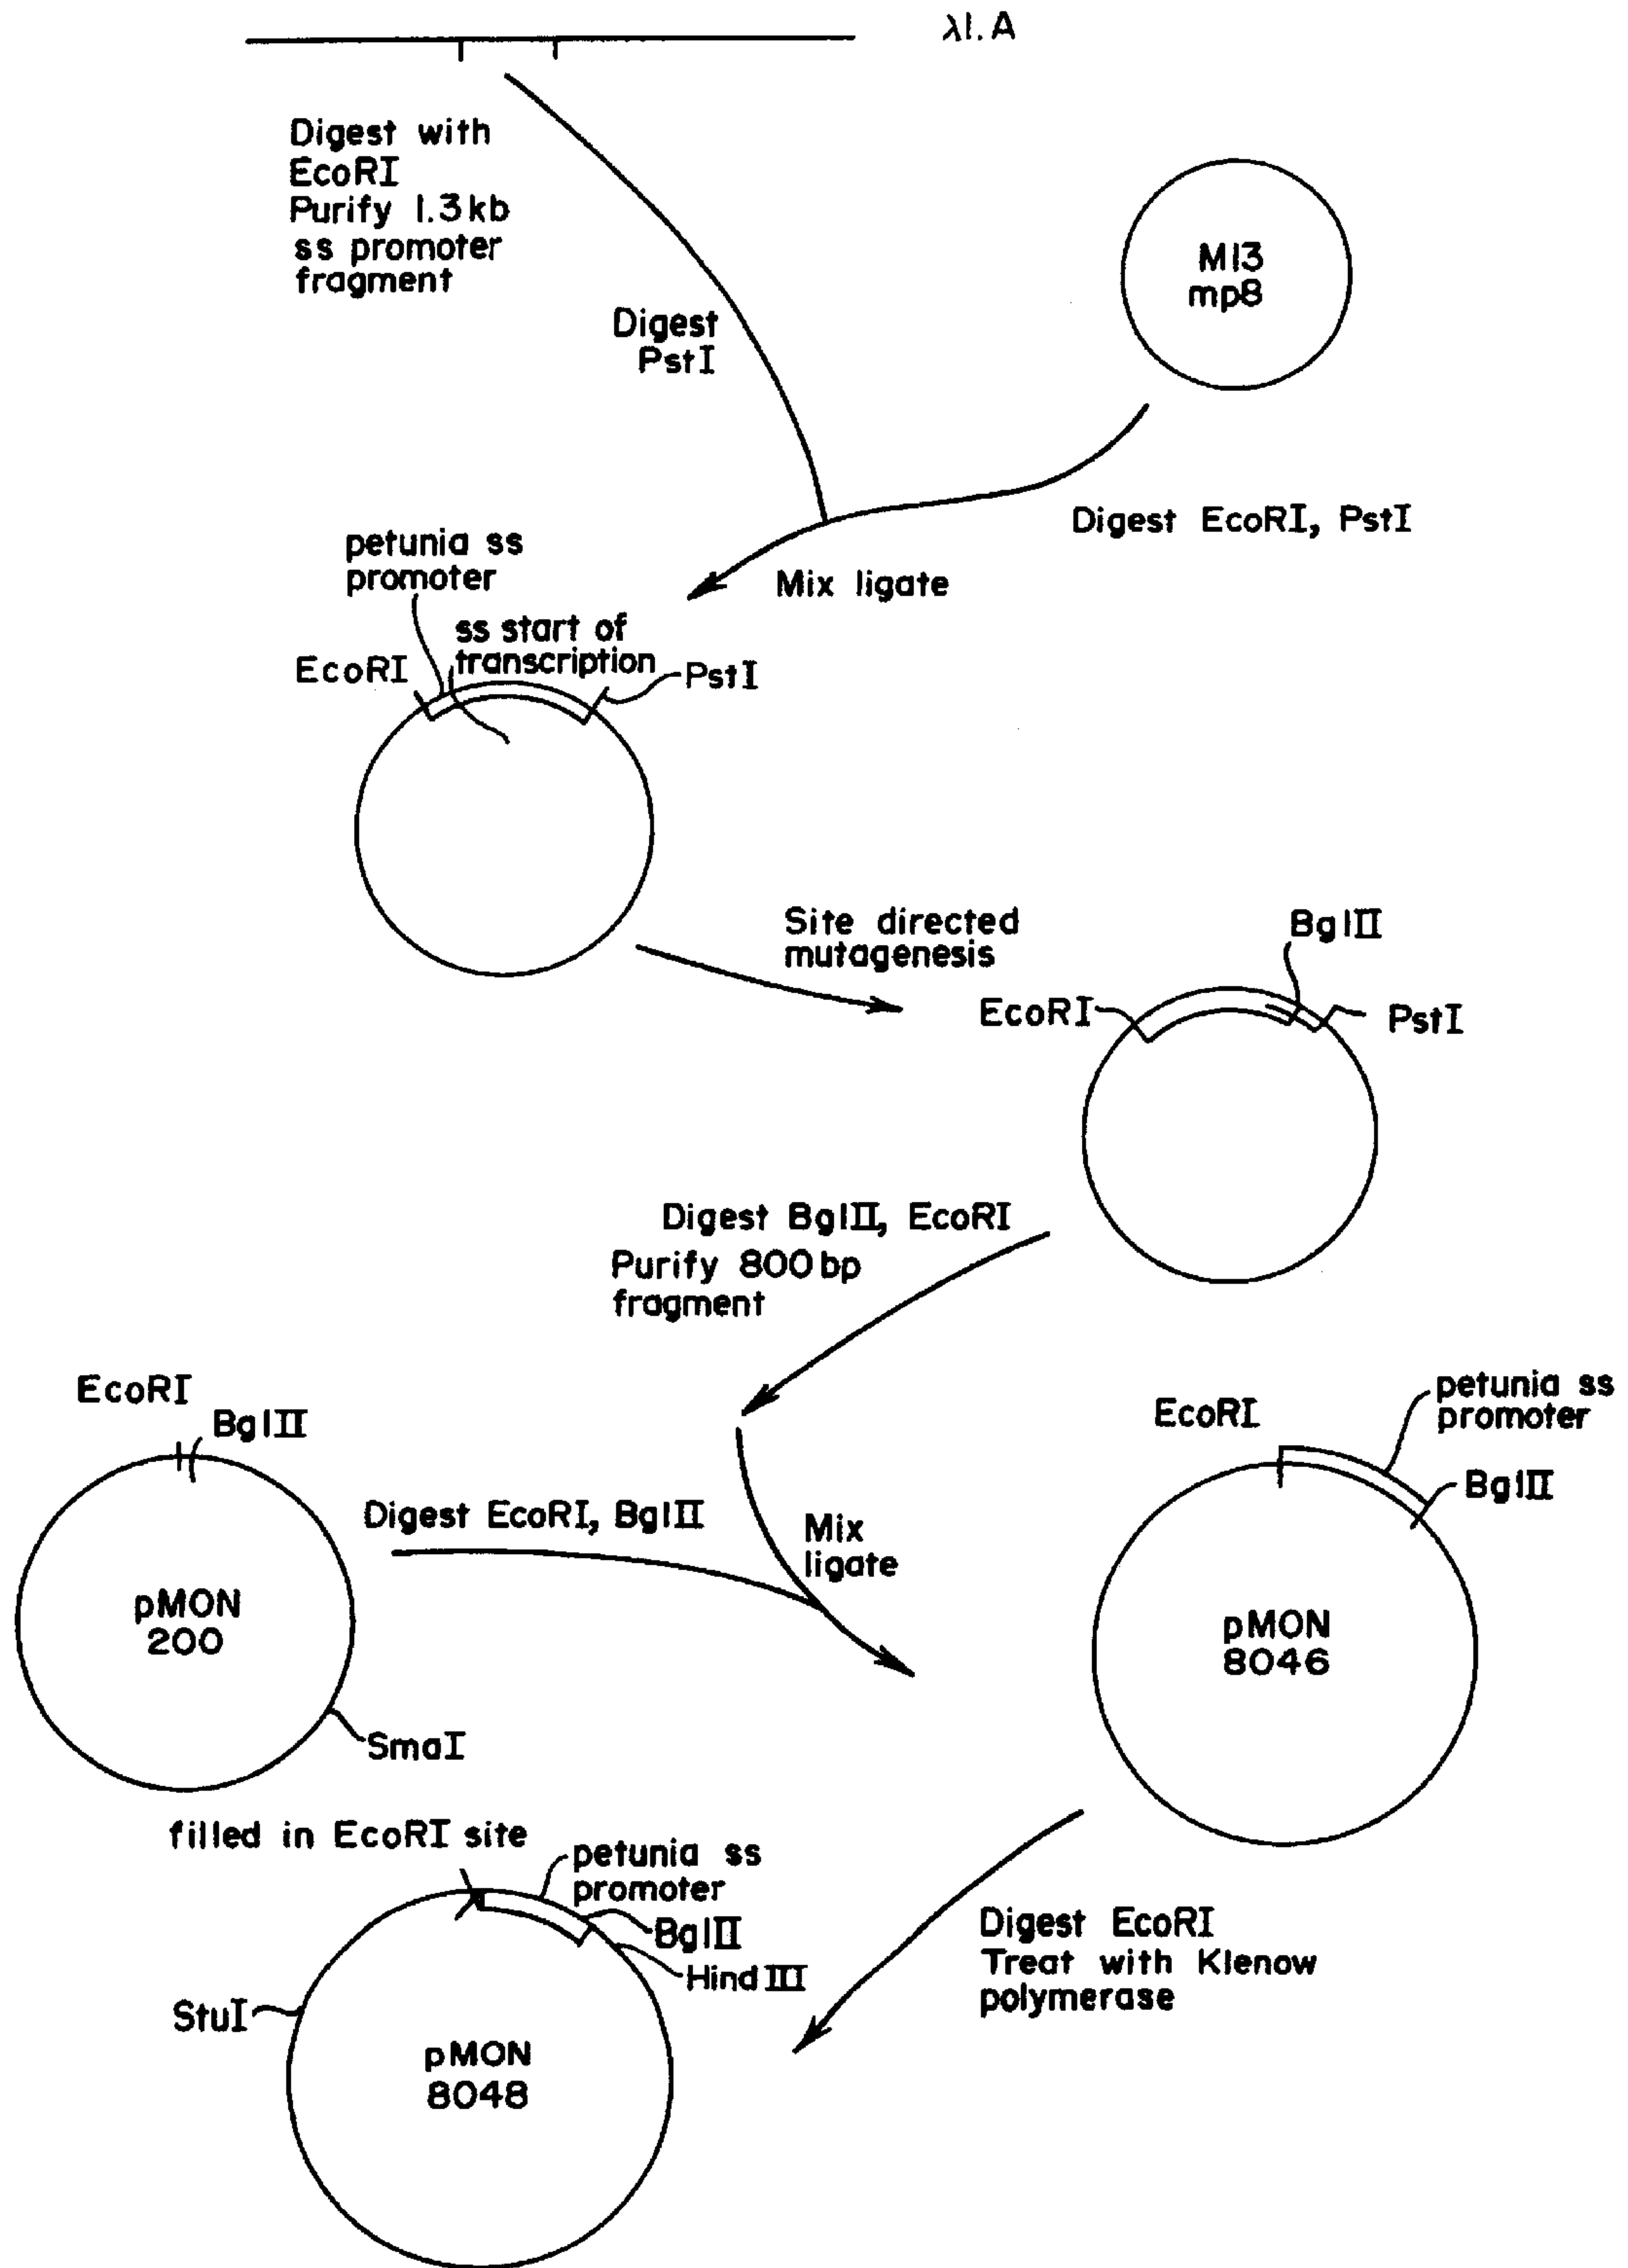 λI.A
Digest with
EcoRI
Purify 1.3kb
ss promoter
fragment
Digest
PstI
M13
mp8
Digest EcoRI, PstI
Mix ligate
petunia ss
promoter
ss start of
transcription
EcoRI
PstI
Site directed
mutagenesis
BglII
EcoRI
PstI
Digest BglII, EcoRI
Purify 800bp
fragment
EcoRI
BglII
Digest EcoRI, BglII
Mix
ligate
pMON
200
SmaI
EcoRI
petunia ss
promoter
BglII
pMON
8046
filled in EcoRI site
petunia ss
promoter
BglII
Hind III
StuI
pMON
8048
Digest EcoRI
Treat with Klenow
polymerase